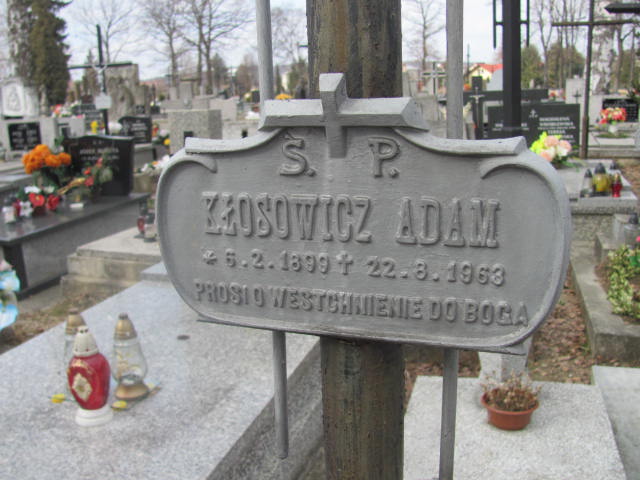 Ś. P.
KŁOSOWICZ ADAM
* 6.2.1899 † 22.8.1963
PROSI O WESTCHNIENIE DO BOGA